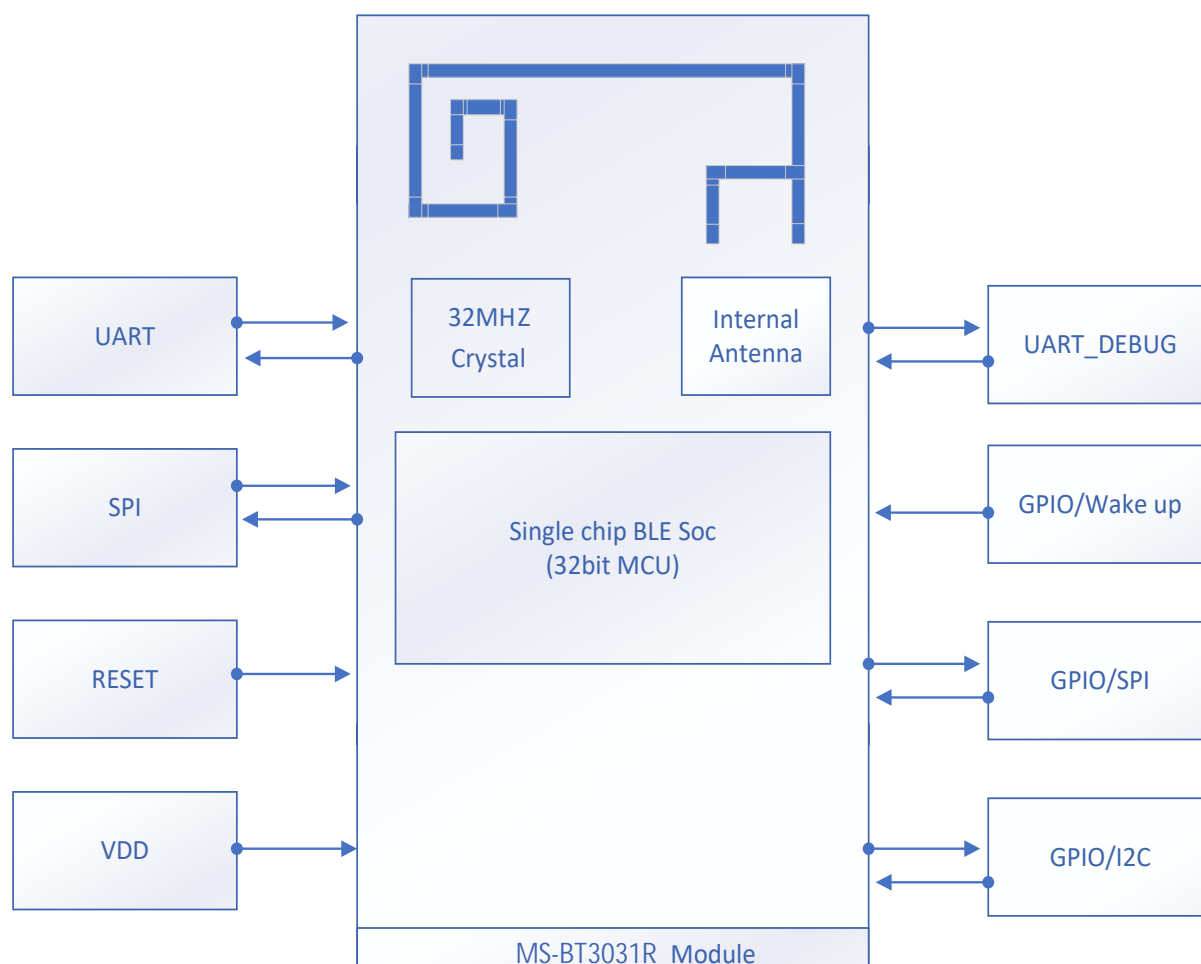 UART
SPI
RESET
VDD
32MHZ
Crystal
Internal
Antenna
Single chip BLE Soc
(32bit MCU)
MS-BT3031R Module
UART_DEBUG
GPIO/Wake up
GPIO/SPI
GPIO/I2C